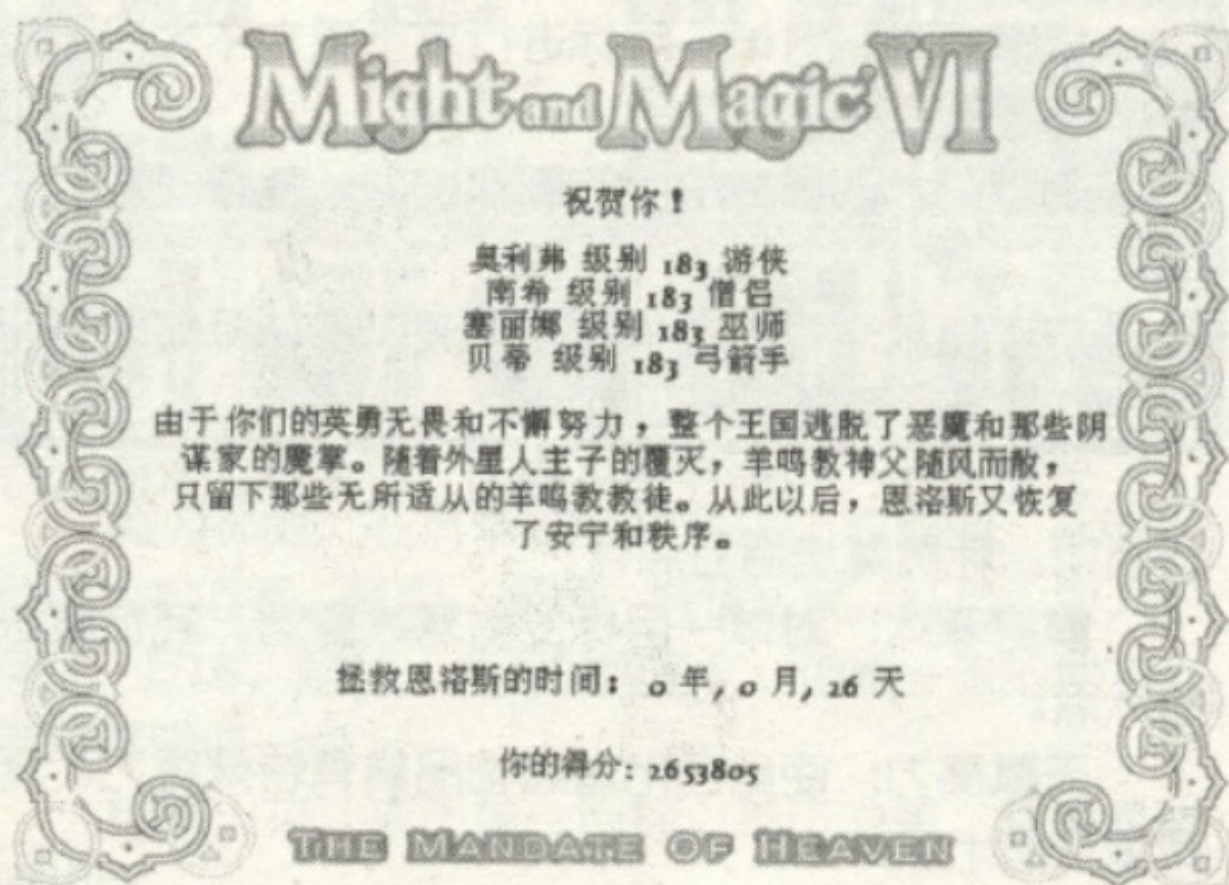 Might and Magic VI
祝贺你！
奥利弗 级别 183 游侠
南希 级别 183 僧侣
塞丽娜 级别 183 巫师
贝蒂 级别 183 弓箭手
由于你们的英勇无畏和不懈努力，整个王国逃脱了恶魔和那些阴
谋家的魔掌。随着外星人主子的覆灭，羊鸣教神父随风而散，
只留下那些无所适从的羊鸣教教徒。从此以后，恩洛斯又恢复
了安宁和秩序。
拯救恩洛斯的时间： 0 年, 0 月, 26 天
你的得分: 2653805
THE MANDATE OF HEAVEN